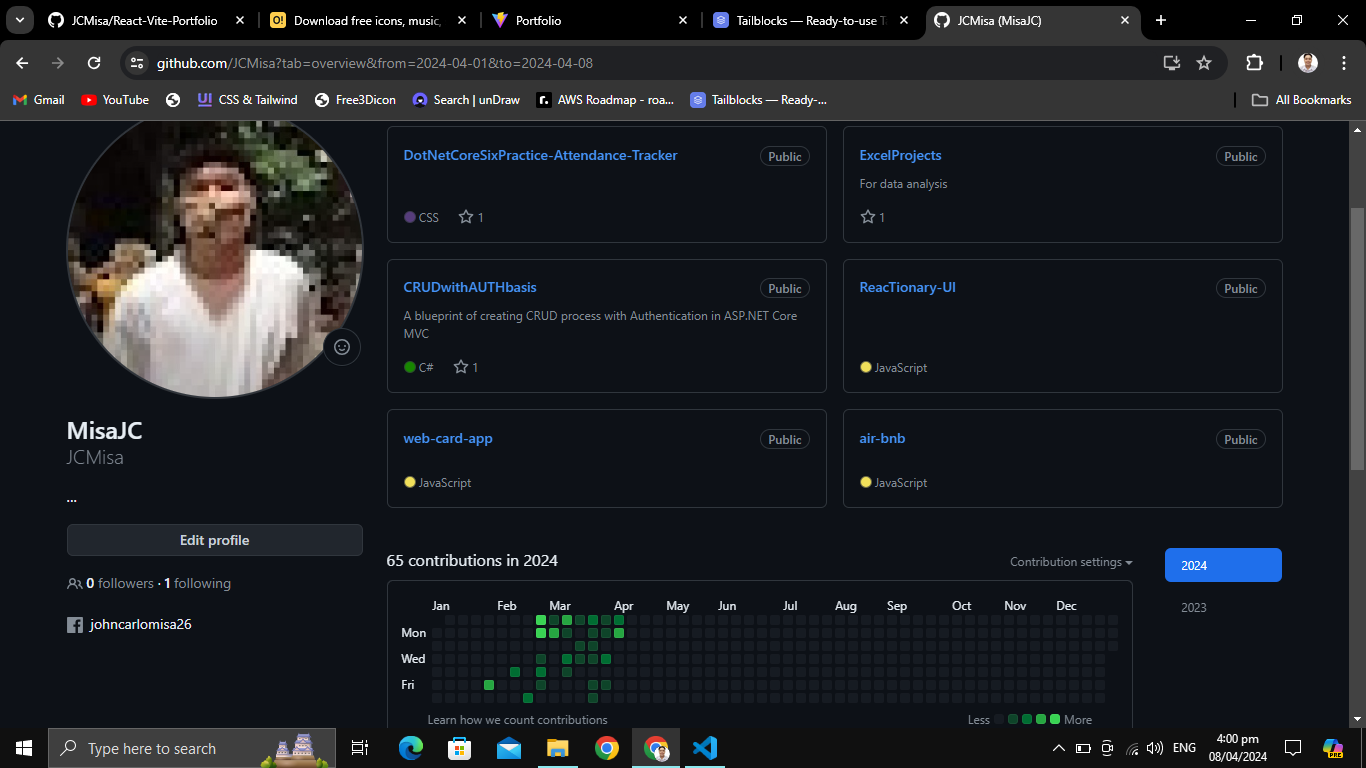 JCMisa/React-Vite-Portfolio
Download free icons, music,
Portfolio
Tailblocks — Ready-to-use T
JCMisa (MisaJC)
github.com/JCMisa?tab=overview&from=2024-04-01&to=2024-04-08
Gmail
YouTube
CSS & Tailwind
Free3Dicon
Search | unDraw
AWS Roadmap - roa...
Tailblocks — Ready-...
All Bookmarks
DotNetCoreSixPractice-Attendance-Tracker
Public
CSS
1
ExcelProjects
Public
For data analysis
1
CRUDwithAUTHbasis
Public
A blueprint of creating CRUD process with Authentication in ASP.NET Core
MVC
C#
1
ReacTionary-UI
Public
JavaScript
web-card-app
Public
JavaScript
air-bnb
Public
JavaScript
MisaJC
JCMisa
...
Edit profile
0 followers · 1 following
johncarlomisa26
65 contributions in 2024
Contribution settings
2024
2023
Jan Feb Mar Apr May Jun Jul Aug Sep Oct Nov Dec
Mon
Wed
Fri
Learn how we count contributions
Less
More
Type here to search
ENG
4:00 pm
08/04/2024
PRE